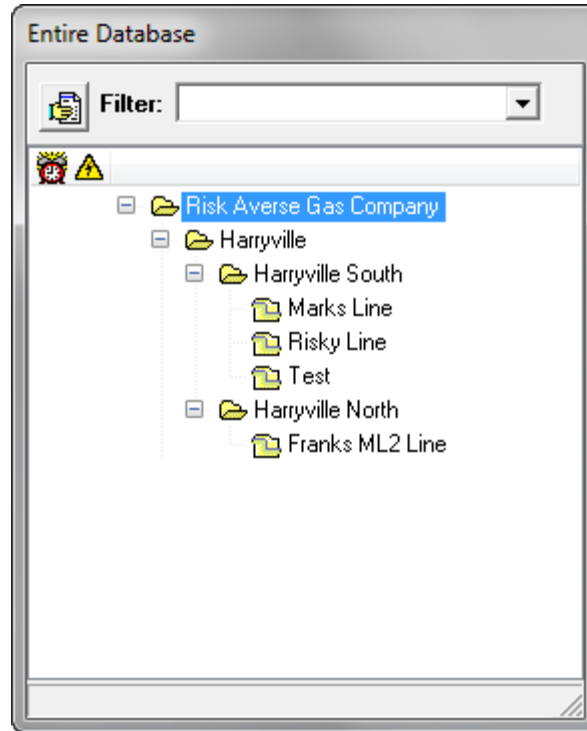 Entire Database
Filter:
Risk Averse Gas Company
Harryville
Harryville South
Marks Line
Risky Line
Test
Harryville North
Franks ML2 Line